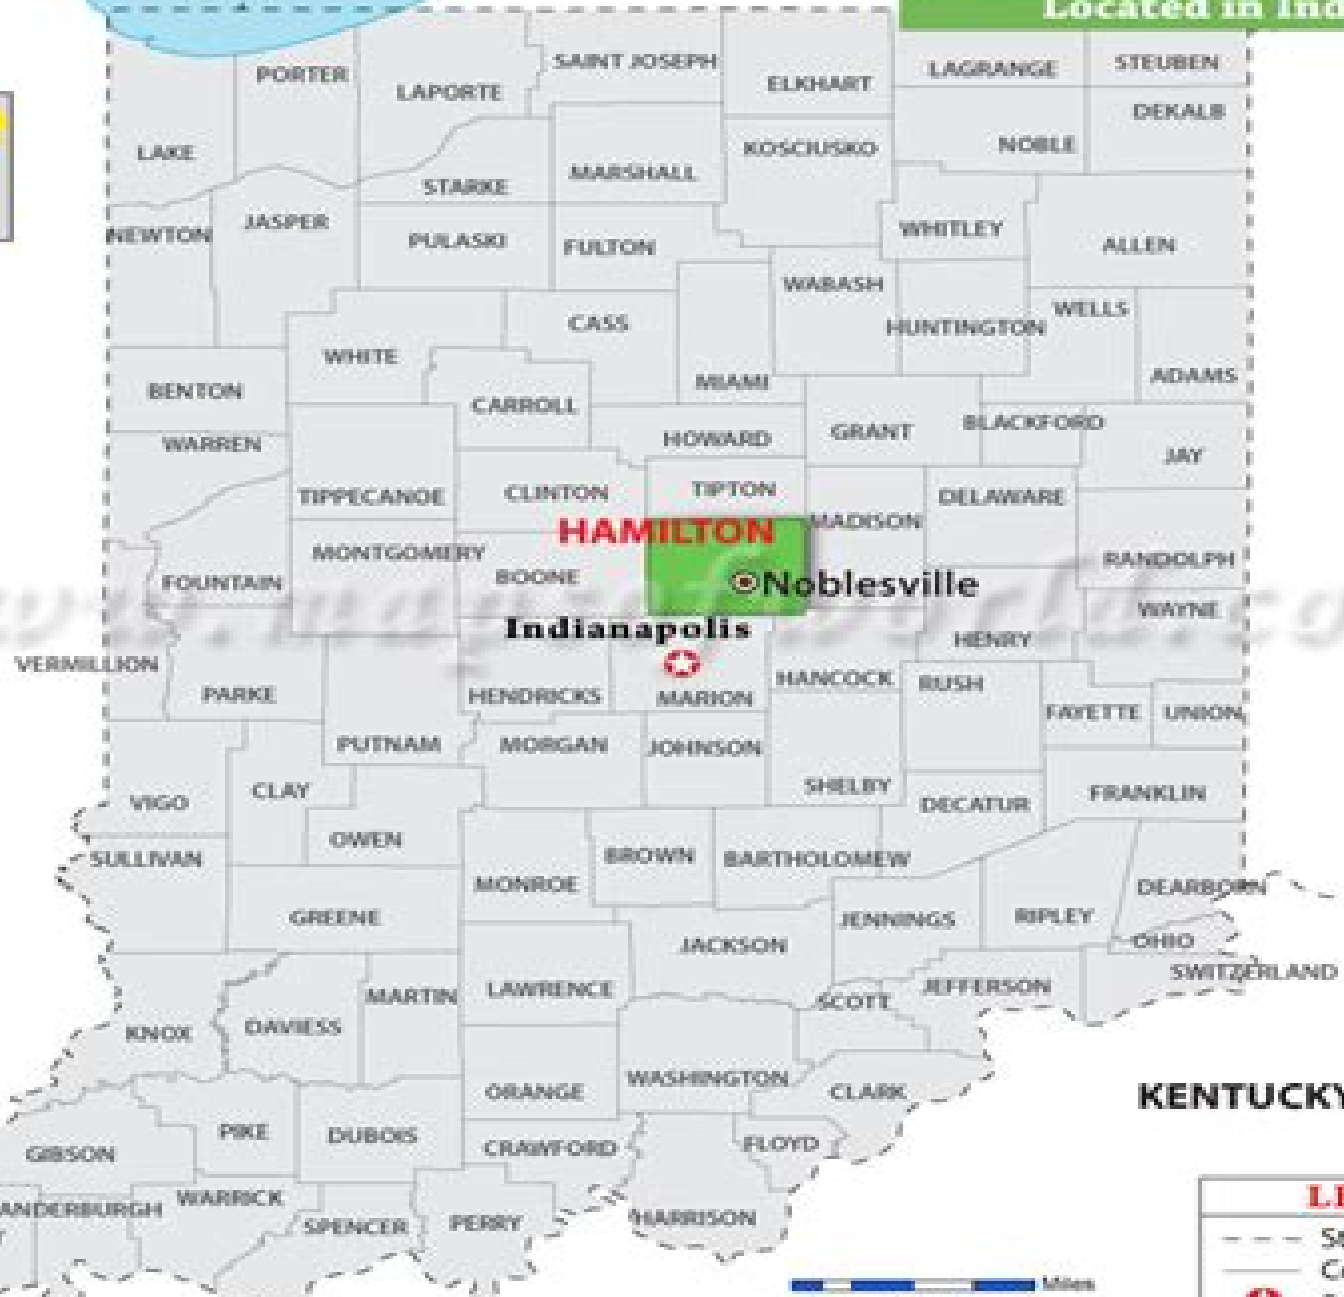 Located in Ind
PORTER
LAPORTE
SAINT JOSEPH
ELKHART
LAGRANGE
STEUBEN
DEKALB
LAKE
STARKE
MARSHALL
KOSCIUSKO
NOBLE
NEWTON
JASPER
PULASKI
FULTON
WHITLEY
ALLEN
WABASH
HUNTINGTON
WELLS
WHITE
CASS
MIAMI
ADAMS
BENTON
CARROLL
WARREN
HOWARD
GRANT
BLACKFORD
JAY
TIPPECANOE
CLINTON
TIPTON
DELAWARE
HAMILTON
MADISON
MONTGOMERY
BOONE
Noblesville
RANDOLPH
FOUNTAIN
WAYNE
Indianapolis
HENRY
VERMILLION
PARKE
HENDRICKS
MARION
HANCOCK
RUSH
FAYETTE
UNION
PUTNAM
MORGAN
JOHNSON
VIGO
CLAY
SHELBY
DECATUR
FRANKLIN
OWEN
SULLIVAN
MONROE
BROWN
BARTHOLOMEW
DEARBORN
GREENE
JACKSON
JENNINGS
RIPLEY
OHIO
SWITZERLAND
MARTIN
LAWRENCE
SCOTT
JEFFERSON
KNOX
DAVIESS
ORANGE
WASHINGTON
CLARK
KENTUCKY
GIBSON
PIKE
DUBOIS
CRAWFORD
FLOYD
ANDERBURGH
WARRICK
SPENCER
PERRY
HARRISON
Miles